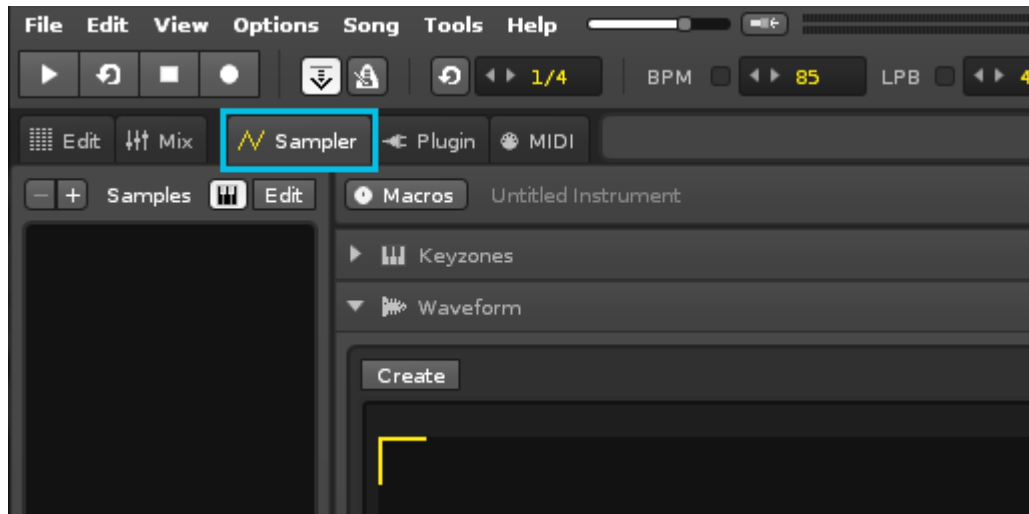 File Edit View Options Song Tools Help
1/4 BPM 85 LPB 4
Edit Mix Sampler Plugin MIDI
Samples Edit Macros Untitled Instrument
Keyzones
Waveform
Create